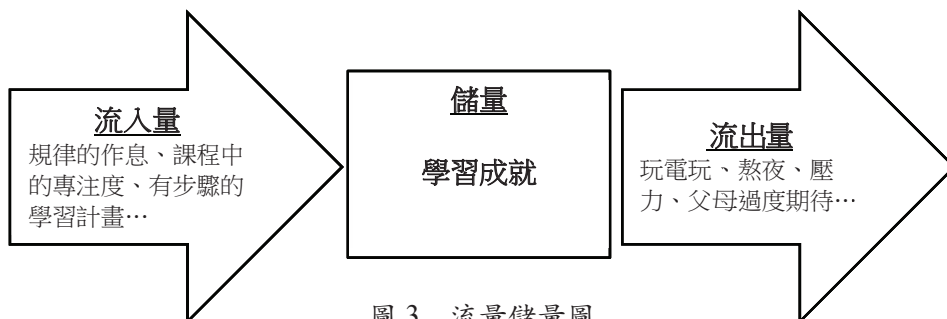 流入量
規律的作息、課程中
的專注度、有步驟的
學習計畫…
儲量
學習成就
流出量
玩電玩、熬夜、壓
力、父母過度期待…
圖 3　流量儲量圖